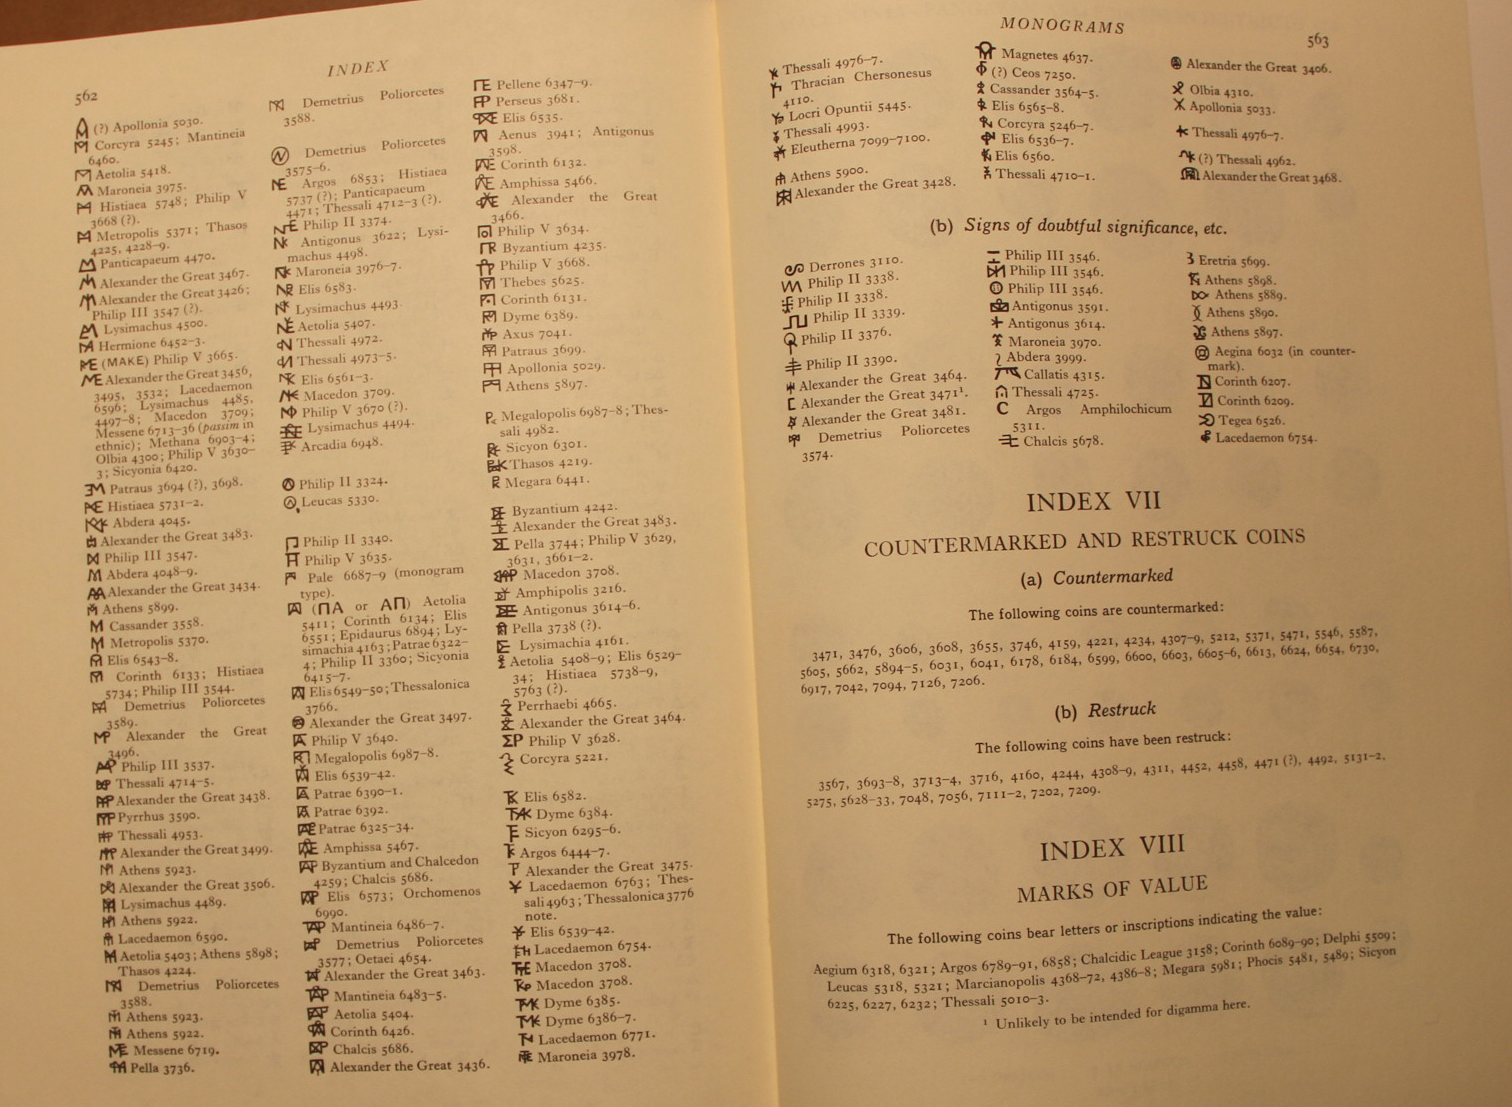 562
INDEX
(?) Apollonia 5030.
Corcyra 5245; Mantineia
6460.
Aetolia 5418.
Maroneia 3975.
Histiaea 5748; Philip V
3668 (?).
Metropolis 5371; Thasos
4225, 4228–9.
Panticapaeum 4470.
Alexander the Great 3467.
Alexander the Great 3426;
Philip III 3547 (?).
Lysimachus 4500.
Hermione 6452–3.
(MAKE) Philip V 3665.
Alexander the Great 3456,
3495, 3532; Lacedaemon
6596; Lysimachus 4485,
4497–8; Macedon 3709;
Messene 6713–36 (passim in
ethnic); Methana 6903–4;
Olbia 4300; Philip V 3630–
3; Sicyonia 6420.
Patraus 3694 (?), 3698.
Histiaea 5731–2.
Abdera 4045.
Alexander the Great 3483.
Philip III 3547.
Abdera 4048–9.
Alexander the Great 3434.
Athens 5899.
Cassander 3558.
Metropolis 5370.
Elis 6543–8.
Corinth 6133; Histiaea
5734; Philip III 3544.
Demetrius Poliorcetes
3589.
Alexander the Great
3496.
Philip III 3537.
Thessali 4714–5.
Alexander the Great 3438.
Pyrrhus 3590.
Thessali 4953.
Alexander the Great 3499.
Athens 5923.
Alexander the Great 3506.
Lysimachus 4489.
Athens 5922.
Lacedaemon 6590.
Aetolia 5403; Athens 5898;
Thasos 4224.
Demetrius Poliorcetes
3588.
Athens 5923.
Athens 5922.
Messene 6719.
Pella 3736.
Demetrius Poliorcetes
3588.
Demetrius Poliorcetes
3575–6.
Argos 6853; Histiaea
5737 (?); Panticapaeum
4471; Thessali 4712–3 (?).
Philip II 3374.
Antigonus 3622; Lysi-
machus 4498.
Maroneia 3976–7.
Elis 6583.
Lysimachus 4493.
Aetolia 5407.
Thessali 4972.
Thessali 4973–5.
Elis 6561–3.
Macedon 3709.
Philip V 3670 (?).
Lysimachus 4494.
Arcadia 6948.
Philip II 3324.
Leucas 5330.
Philip II 3340.
Philip V 3635.
Pale 6687–9 (monogram
type).
(ΠΑ or ΑΠ) Aetolia
5411; Corinth 6134; Elis
6551; Epidaurus 6894; Ly-
simachia 4163; Patrae 6322–
4; Philip II 3360; Sicyonia
6415–7.
Elis 6549–50; Thessalonica
3766.
Alexander the Great 3497.
Philip V 3640.
Megalopolis 6987–8.
Elis 6539–42.
Patrae 6390–1.
Patrae 6392.
Patrae 6325–34.
Amphissa 5467.
Byzantium and Chalcedon
4259; Chalcis 5686.
Elis 6573; Orchomenos
6990.
Mantineia 6486–7.
Demetrius Poliorcetes
3577; Oetaei 4654.
Alexander the Great 3463.
Mantineia 6483–5.
Aetolia 5404.
Corinth 6426.
Chalcis 5686.
Alexander the Great 3436.
Pellene 6347–9.
Perseus 3681.
Elis 6535.
Aenus 3941; Antigonus
3598.
Corinth 6132.
Amphissa 5466.
Alexander the Great
3466.
Philip V 3634.
Byzantium 4235.
Philip V 3668.
Thebes 5625.
Corinth 6131.
Dyme 6389.
Axus 7041.
Patraus 3699.
Apollonia 5029.
Athens 5897.
Megalopolis 6987–8; Thes-
sali 4982.
Sicyon 6301.
Thasos 4219.
Megara 6441.
Byzantium 4242.
Alexander the Great 3483.
Pella 3744; Philip V 3629,
3631, 3661–2.
Macedon 3708.
Amphipolis 3216.
Antigonus 3614–6.
Pella 3738 (?).
Lysimachia 4161.
Aetolia 5408–9; Elis 6529–
34; Histiaea 5738–9,
5763 (?).
Perrhaebi 4665.
Alexander the Great 3464.
ΣΡ Philip V 3628.
Corcyra 5221.
Elis 6582.
Dyme 6384.
Sicyon 6295–6.
Argos 6444–7.
Alexander the Great 3475.
Lacedaemon 6763; Thes-
sali 4963; Thessalonica 3776
note.
Elis 6539–42.
Lacedaemon 6754.
Macedon 3708.
Macedon 3708.
Dyme 6385.
Dyme 6386–7.
Lacedaemon 6771.
Maroneia 3978.
MONOGRAMS
563
Thessali 4976–7.
Thracian Chersonesus
4110.
Locri Opuntii 5445.
Thessali 4993.
Eleutherna 7099–7100.
Athens 5900.
Alexander the Great 3428.
Magnetes 4637.
(?) Ceos 7250.
Cassander 3564–5.
Elis 6565–8.
Corcyra 5246–7.
Elis 6536–7.
Elis 6560.
Thessali 4710–1.
Alexander the Great 3406.
Olbia 4310.
Apollonia 5033.
Thessali 4976–7.
(?) Thessali 4962.
Alexander the Great 3468.
(b) Signs of doubtful significance, etc.
Derrones 3110.
Philip II 3338.
Philip II 3338.
Philip II 3339.
Philip II 3376.
Philip II 3390.
Alexander the Great 3464.
Alexander the Great 3471¹.
Alexander the Great 3481.
Demetrius Poliorcetes
3574.
Philip III 3546.
Philip III 3546.
Philip III 3546.
Antigonus 3591.
Antigonus 3614.
Maroneia 3970.
Abdera 3999.
Callatis 4315.
Thessali 4725.
C Argos Amphilochicum
5311.
Chalcis 5678.
Eretria 5699.
Athens 5898.
Athens 5889.
Athens 5890.
Athens 5897.
Aegina 6032 (in counter-
mark).
Corinth 6207.
Corinth 6209.
Tegea 6526.
Lacedaemon 6754.
INDEX VII
COUNTERMARKED AND RESTRUCK COINS
(a) Countermarked
The following coins are countermarked:
3471, 3476, 3606, 3608, 3655, 3746, 4159, 4221, 4234, 4307–9, 5212, 5371, 5471, 5546, 5587,
5605, 5662, 5894–5, 6031, 6041, 6178, 6184, 6599, 6600, 6603, 6605–6, 6613, 6624, 6654, 6730,
6917, 7042, 7094, 7126, 7206.
(b) Restruck
The following coins have been restruck:
3567, 3693–8, 3713–4, 3716, 4160, 4244, 4308–9, 4311, 4452, 4458, 4471 (?), 4492, 5131–2,
5275, 5628–33, 7048, 7056, 7111–2, 7202, 7209.
INDEX VIII
MARKS OF VALUE
The following coins bear letters or inscriptions indicating the value:
Aegium 6318, 6321; Argos 6789–91, 6858; Chalcidic League 3158; Corinth 6089–90; Delphi 5509;
Leucas 5318, 5321; Marcianopolis 4368–72, 4386–8; Megara 5981; Phocis 5481, 5489; Sicyon
6225, 6227, 6232; Thessali 5010–3.
¹ Unlikely to be intended for digamma here.